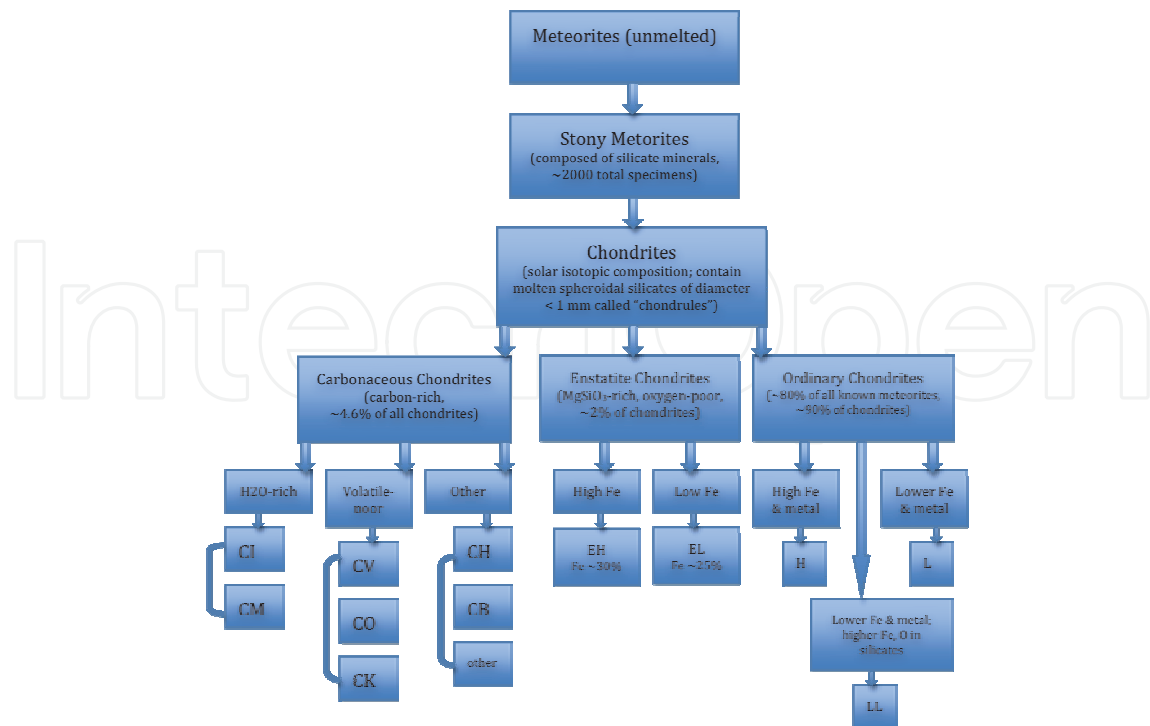 Meteorites (unmelted)
Stony Metorites
(composed of silicate minerals,
~2000 total specimens)
Chondrites
(solar isotopic composition; contain
molten spheroidal silicates of diameter
< 1 mm called “chondrules”)
Carbonaceous Chondrites
(carbon-rich,
~4.6% of all chondrites)
Enstatite Chondrites
(MgSiO₃-rich, oxygen-poor,
~2% of chondrites)
Ordinary Chondrites
(~80% of all known meteorites,
~90% of chondrites)
H2O-rich
Volatile-
poor
Other
High Fe
Low Fe
High Fe
& metal
Lower Fe
& metal
CI
CM
CV
CO
CK
CH
CB
other
EH
Fe ~30%
EL
Fe ~25%
H
L
Lower Fe & metal;
higher Fe, O in
silicates
LL
IntechOpen